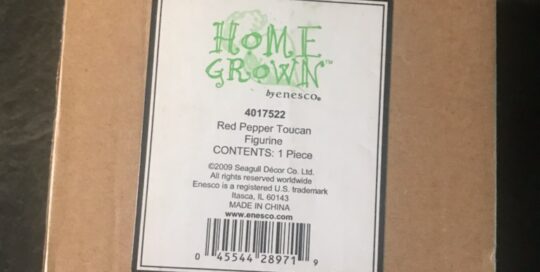 HOME
GROWN™
by enesco®
4017522
Red Pepper Toucan
Figurine
CONTENTS: 1 Piece
©2009 Seagull Décor Co. Ltd.
All rights reserved worldwide
Enesco is a registered U.S. trademark
Itasca, IL 60143
MADE IN CHINA
www.enesco.com
0 45544 28971 9